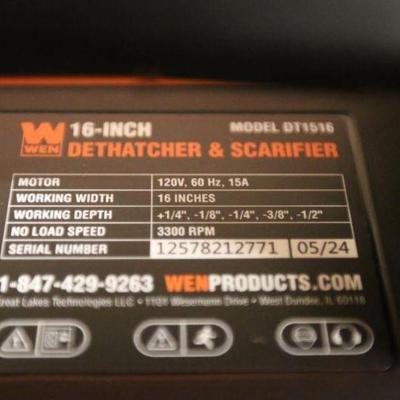 WEN 16-INCH MODEL DT1516
DETHATCHER & SCARIFIER
MOTOR 120V, 60 Hz, 15A
WORKING WIDTH 16 INCHES
WORKING DEPTH +1/4", -1/8", -1/4", -3/8", -1/2"
NO LOAD SPEED 3300 RPM
SERIAL NUMBER 12578212771 05/24
1-847-429-9263 WENPRODUCTS.COM
Great Lakes Technologies LLC • 1101 Wesemann Drive • West Dundee, IL 60118